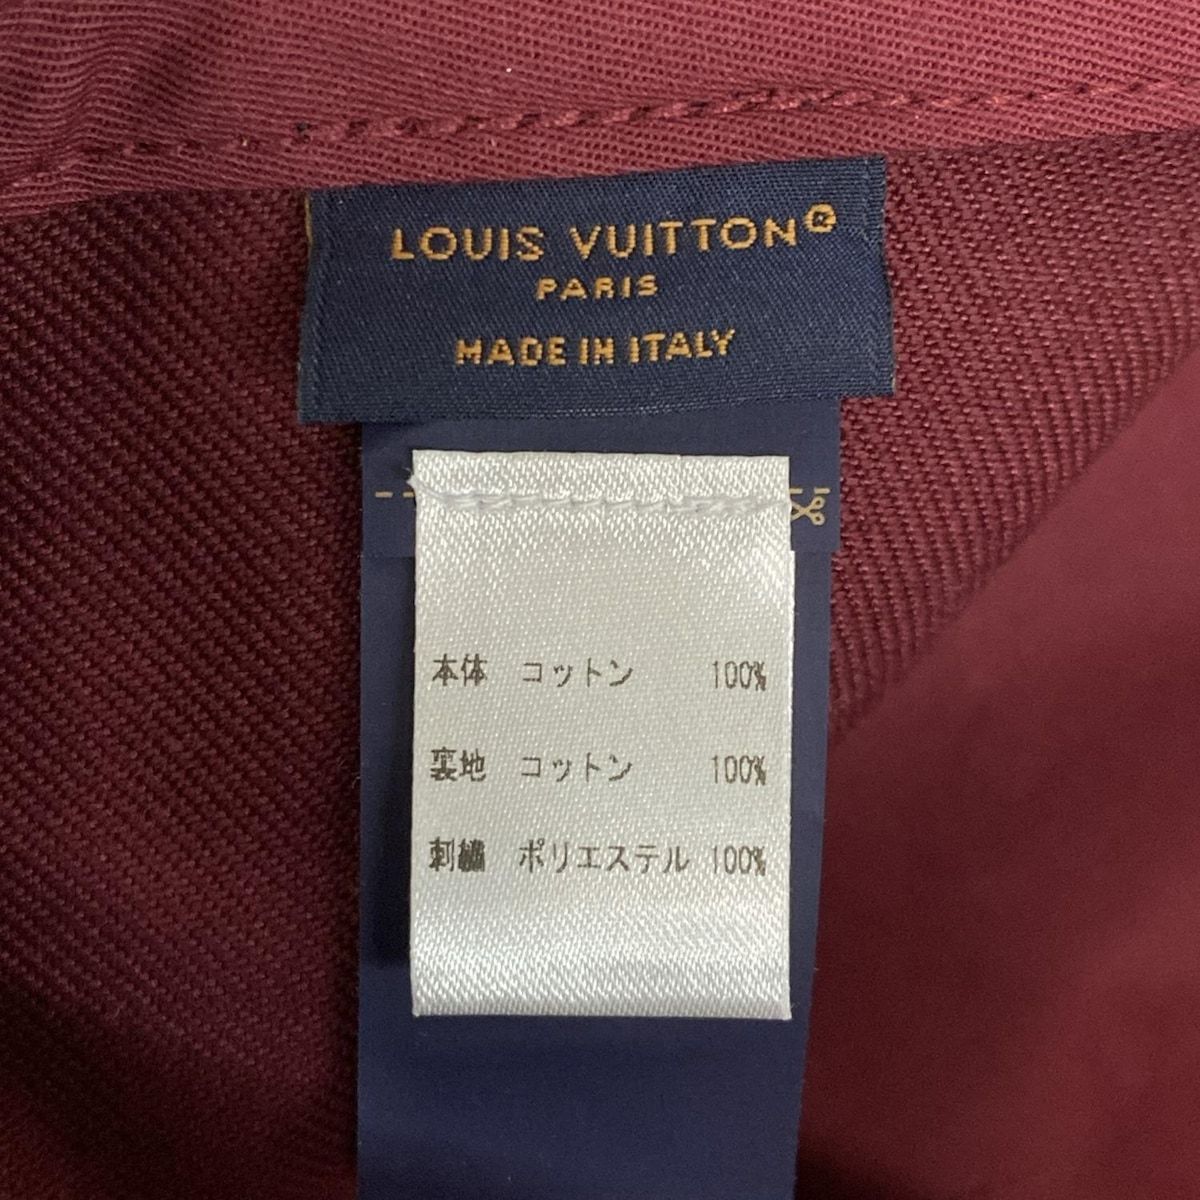 LOUIS VUITTON®
PARIS
MADE IN ITALY
本体 コットン 100%
裏地 コットン 100%
刺繍 ポリエステル 100%